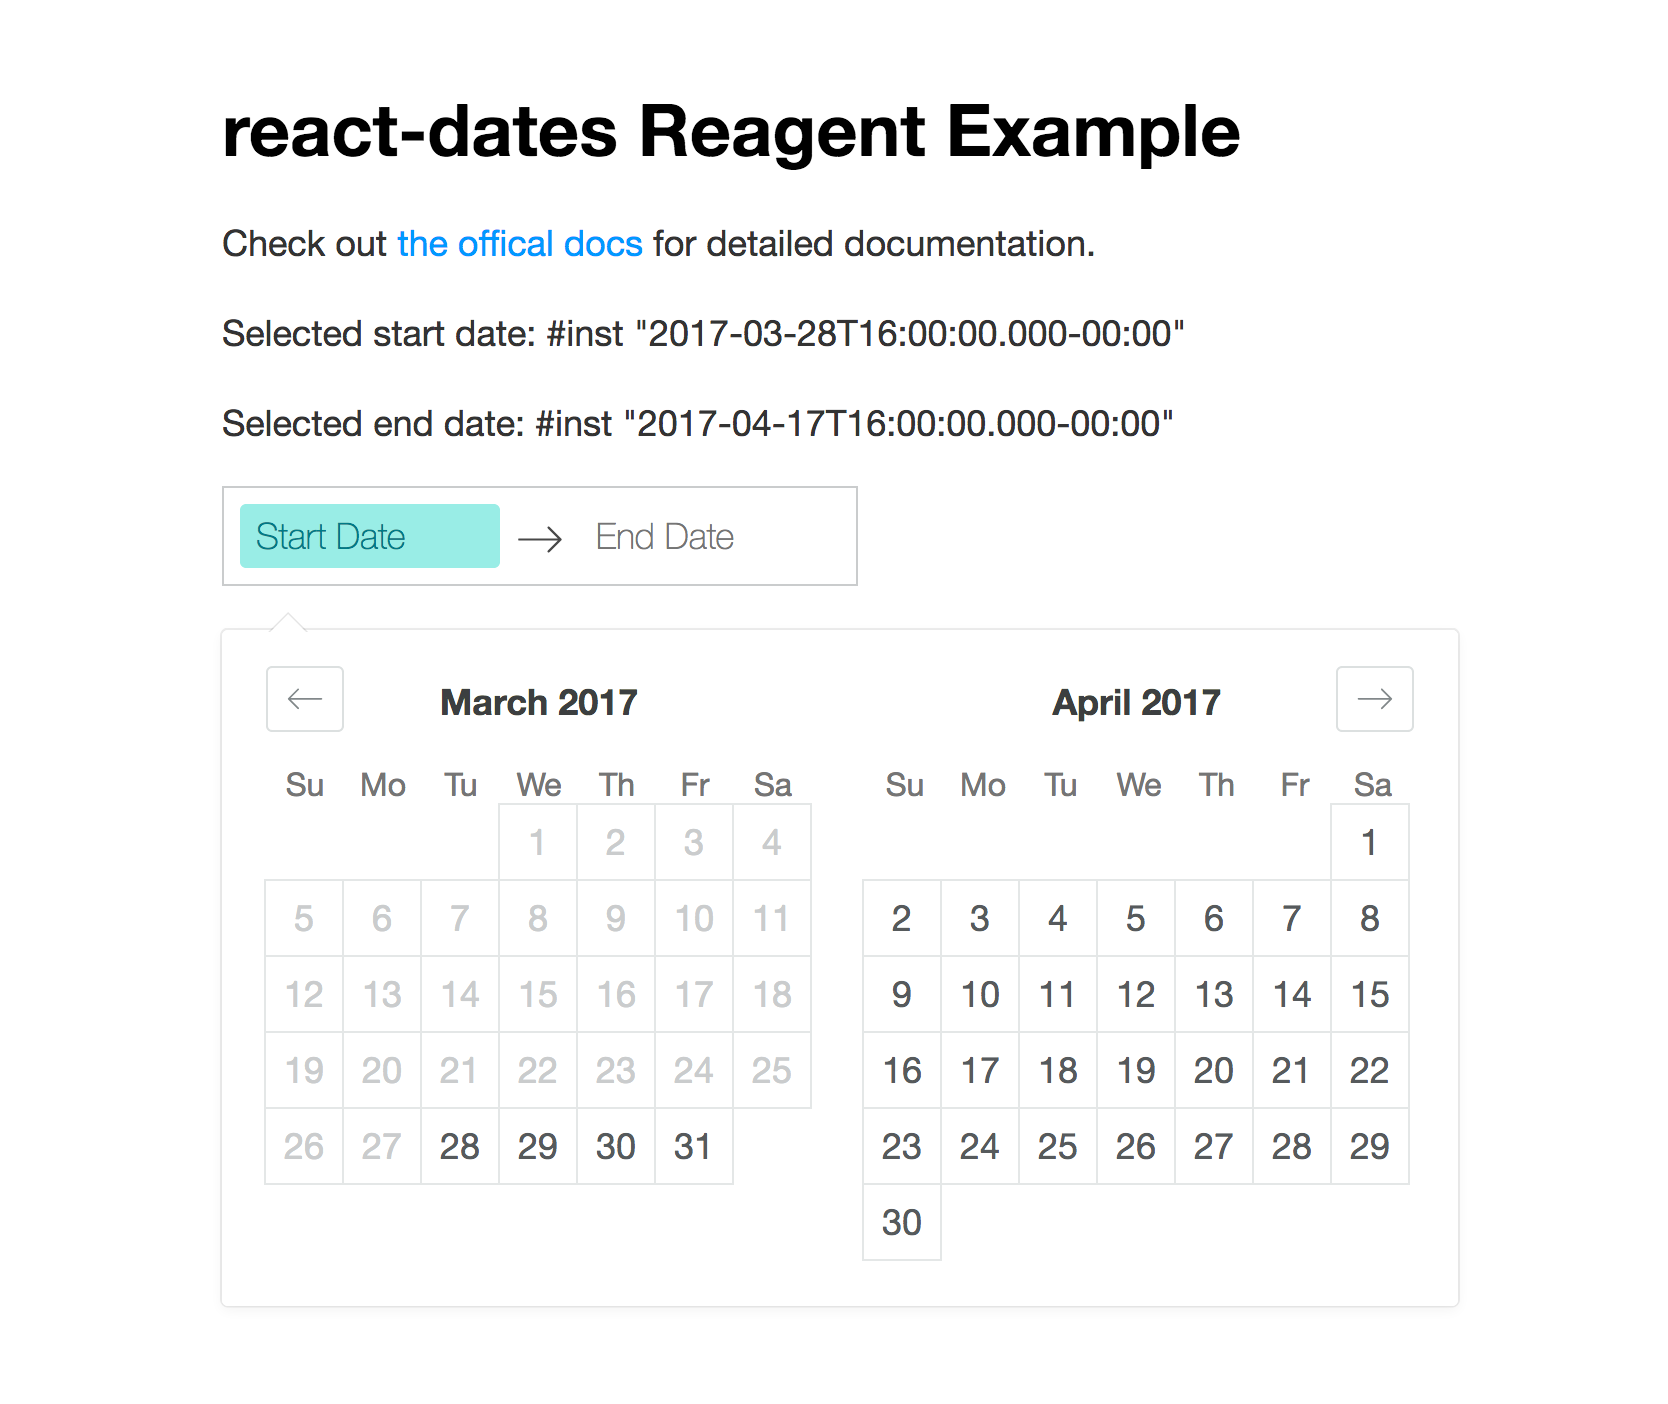 react-dates Reagent Example
Check out the offical docs for detailed documentation.
Selected start date: #inst "2017-03-28T16:00:00.000-00:00"
Selected end date: #inst "2017-04-17T16:00:00.000-00:00"
Start Date → End Date
← March 2017
Su Mo Tu We Th Fr Sa
1 2 3 4
5 6 7 8 9 10 11
12 13 14 15 16 17 18
19 20 21 22 23 24 25
26 27 28 29 30 31
April 2017 →
Su Mo Tu We Th Fr Sa
1
2 3 4 5 6 7 8
9 10 11 12 13 14 15
16 17 18 19 20 21 22
23 24 25 26 27 28 29
30